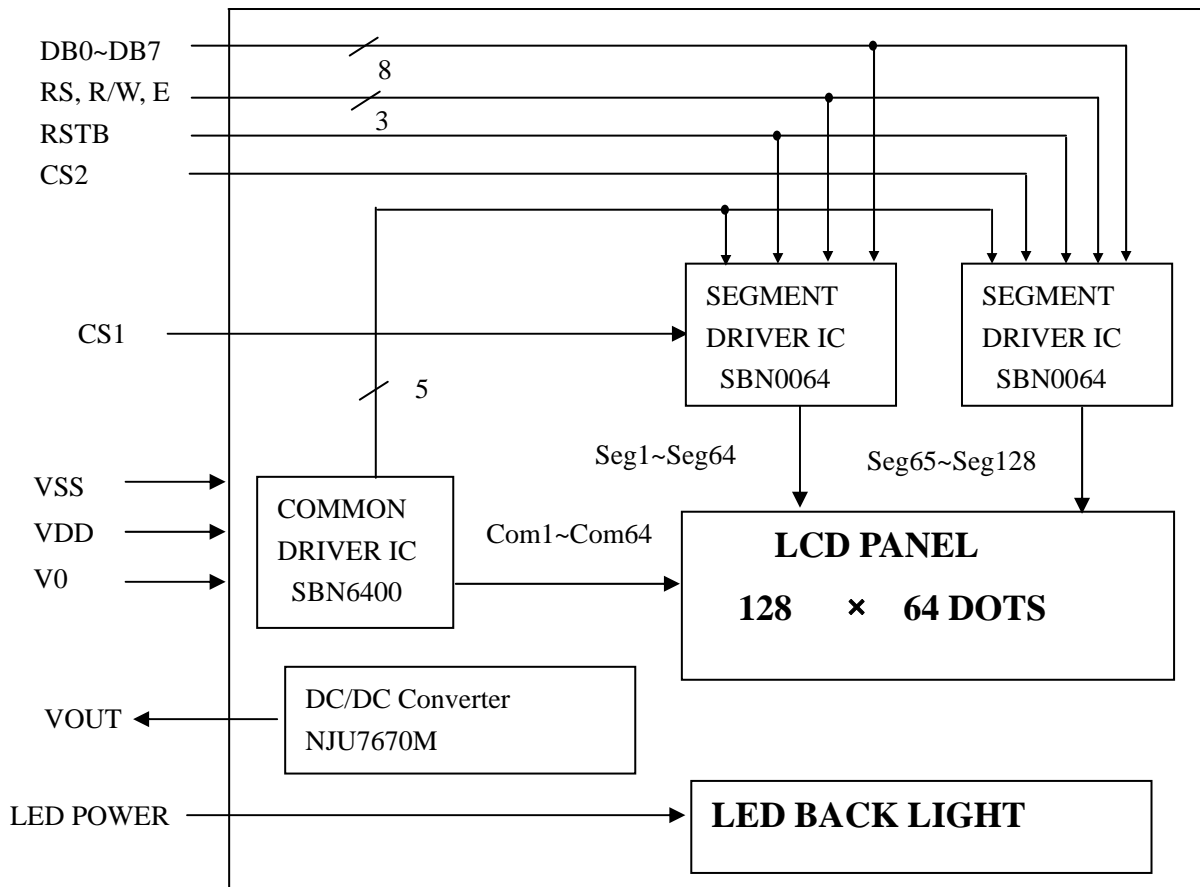 DB0~DB7
8
RS, R/W, E
3
RSTB
CS2
SEGMENT
DRIVER IC
SBN0064
SEGMENT
DRIVER IC
SBN0064
CS1
5
Seg1~Seg64
Seg65~Seg128
VSS
VDD
V0
COMMON
DRIVER IC
SBN6400
Com1~Com64
LCD PANEL
128 × 64 DOTS
VOUT
DC/DC Converter
NJU7670M
LED POWER
LED BACK LIGHT